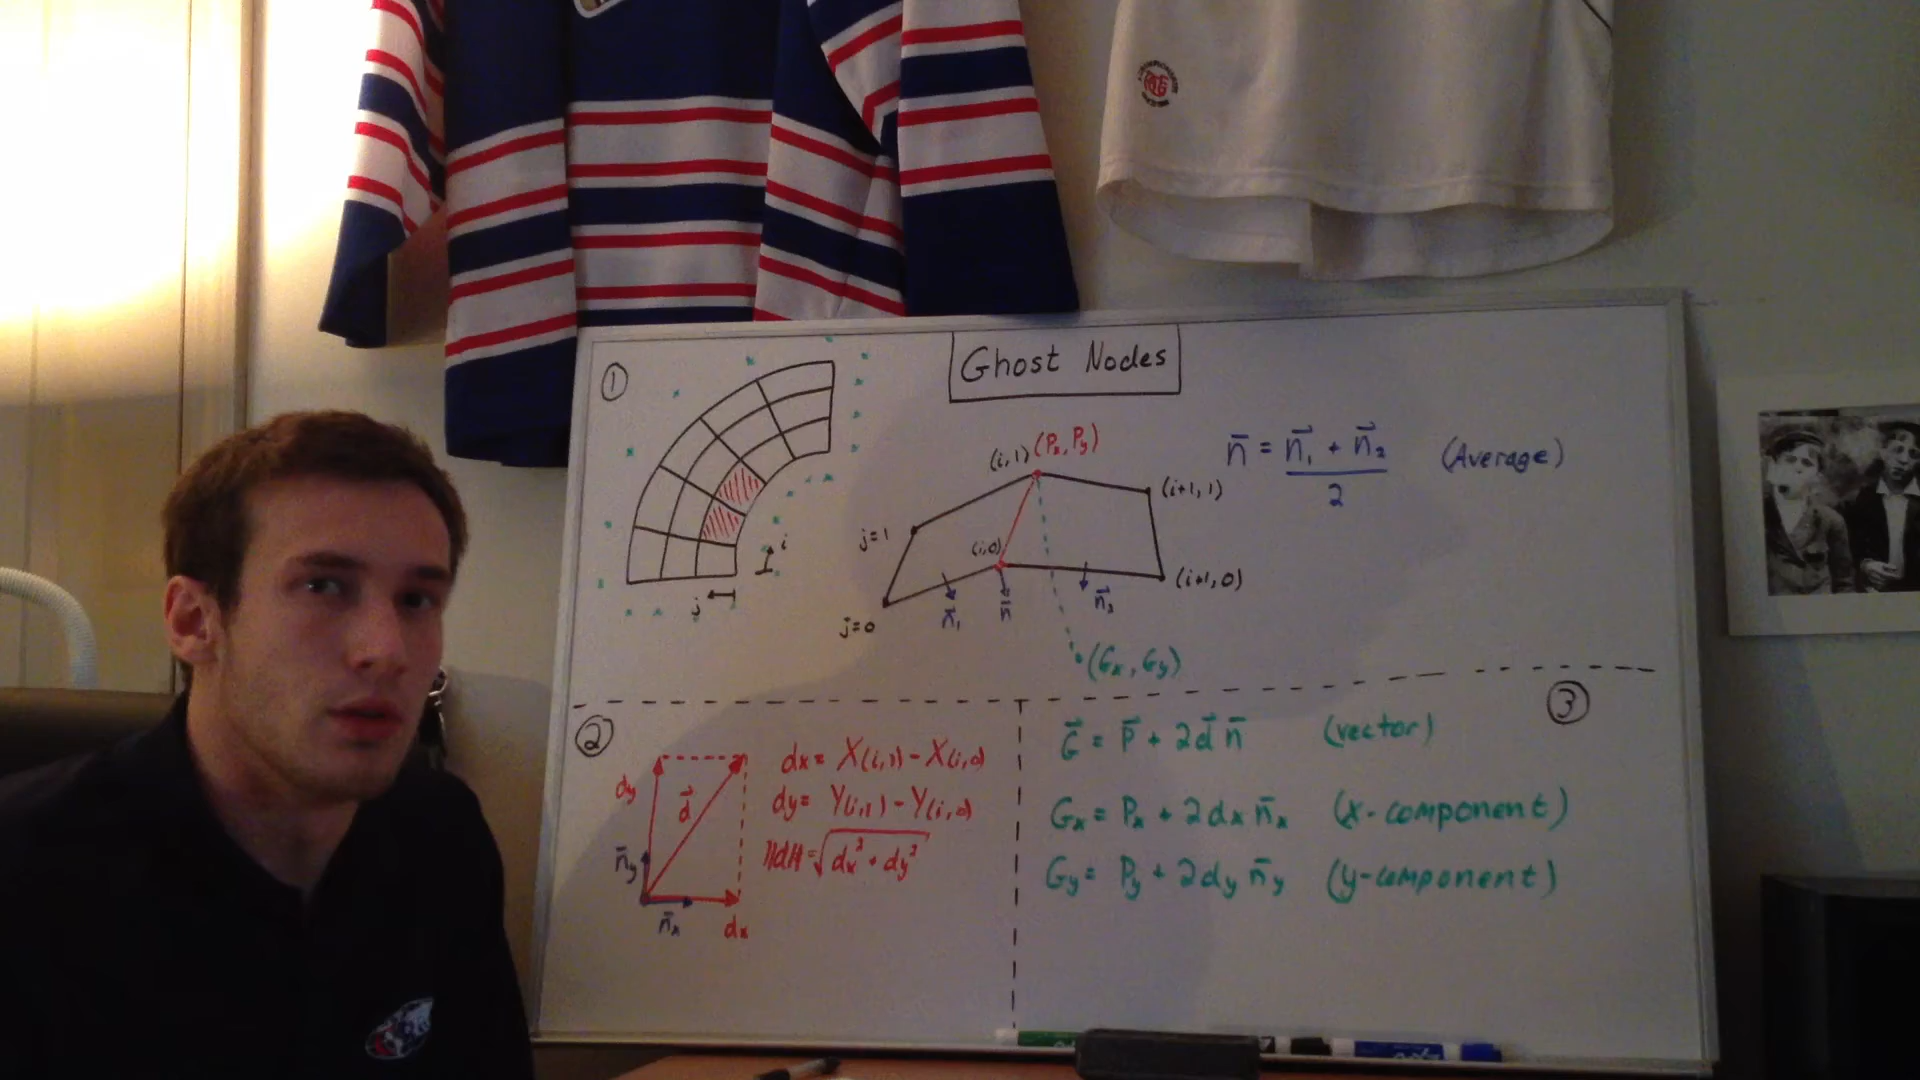 Ghost Nodes
①
i
j
(i,1) (Px, Py)
(i+1, 1)
j=1
(i,0)
(i+1, 0)
j=0
n⃗₁
n̄
n⃗₂
(Gx, Gy)
n̄ = n⃗₁ + n⃗₂ (Average)
2
②
dy
d⃗
n̄y
n̄x
dx
dx = X(i,1) - X(i,0)
dy = Y(i,1) - Y(i,0)
||d|| = √dx² + dy²
③
G⃗ = P⃗ + 2d⃗ n̄ (vector)
Gx = Px + 2dx n̄x (x-component)
Gy = Py + 2dy n̄y (y-component)